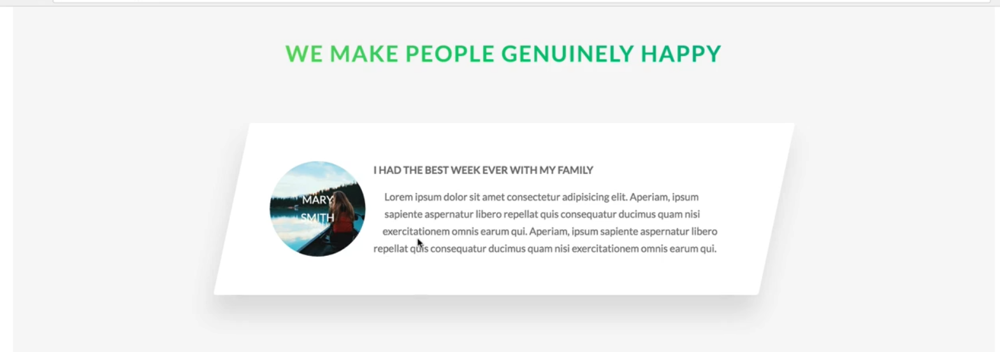 WE MAKE PEOPLE GENUINELY HAPPY
MARY
SMITH
I HAD THE BEST WEEK EVER WITH MY FAMILY
Lorem ipsum dolor sit amet consectetur adipisicing elit. Aperiam, ipsum
sapiente aspernatur libero repellat quis consequatur ducimus quam nisi
exercitationem omnis earum qui. Aperiam, ipsum sapiente aspernatur libero
repellat quis consequatur ducimus quam nisi exercitationem omnis earum qui.